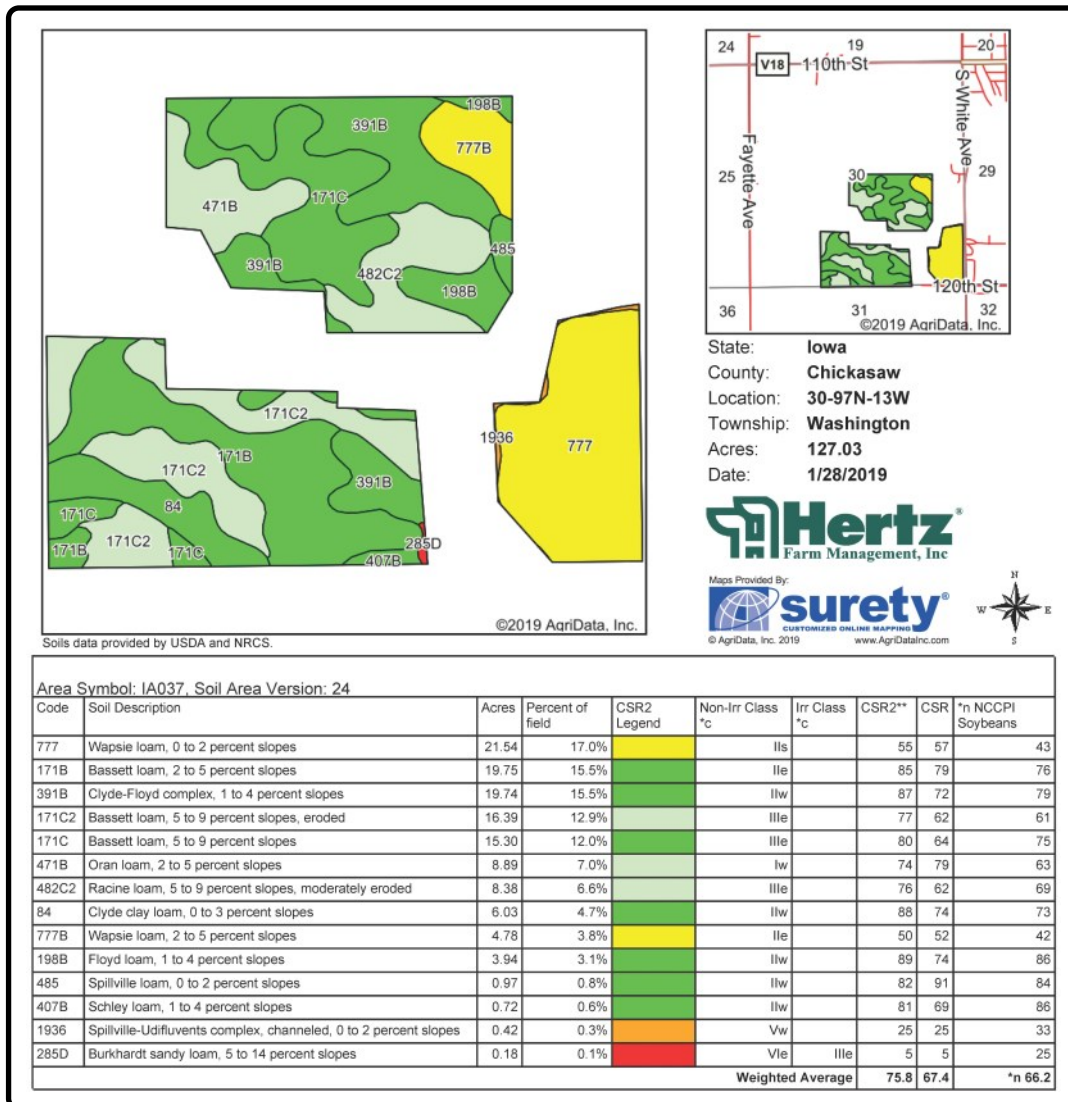 198B
391B
777B
171C
471B
485
391B
482C2
198B
171C2
1936
777
171B
171C2
391B
84
171C
285D
171B
171C2
171C
407B
©2019 AgriData, Inc.
Soils data provided by USDA and NRCS.
24
19
20
V18
110th St
Fayette Ave
S White Ave
25
30
29
120th St
36
31
32
©2019 AgriData, Inc.
State: Iowa
County: Chickasaw
Location: 30-97N-13W
Township: Washington
Acres: 127.03
Date: 1/28/2019
Hertz®
Farm Management, Inc
Maps Provided By:
surety®
CUSTOMIZED ONLINE MAPPING
© AgriData, Inc. 2019 www.AgriDataInc.com
N
W E
S
Area Symbol: IA037, Soil Area Version: 24
Code Soil Description Acres Percent of field CSR2 Legend Non-Irr Class *c Irr Class *c CSR2** CSR *n NCCPI Soybeans
777 Wapsie loam, 0 to 2 percent slopes 21.54 17.0% IIs 55 57 43
171B Bassett loam, 2 to 5 percent slopes 19.75 15.5% IIe 85 79 76
391B Clyde-Floyd complex, 1 to 4 percent slopes 19.74 15.5% IIw 87 72 79
171C2 Bassett loam, 5 to 9 percent slopes, eroded 16.39 12.9% IIIe 77 62 61
171C Bassett loam, 5 to 9 percent slopes 15.30 12.0% IIIe 80 64 75
471B Oran loam, 2 to 5 percent slopes 8.89 7.0% Iw 74 79 63
482C2 Racine loam, 5 to 9 percent slopes, moderately eroded 8.38 6.6% IIIe 76 62 69
84 Clyde clay loam, 0 to 3 percent slopes 6.03 4.7% IIw 88 74 73
777B Wapsie loam, 2 to 5 percent slopes 4.78 3.8% IIe 50 52 42
198B Floyd loam, 1 to 4 percent slopes 3.94 3.1% IIw 89 74 86
485 Spillville loam, 0 to 2 percent slopes 0.97 0.8% IIw 82 91 84
407B Schley loam, 1 to 4 percent slopes 0.72 0.6% IIw 81 69 86
1936 Spillville-Udifluvents complex, channeled, 0 to 2 percent slopes 0.42 0.3% Vw 25 25 33
285D Burkhardt sandy loam, 5 to 14 percent slopes 0.18 0.1% VIe IIIe 5 5 25
Weighted Average 75.8 67.4 *n 66.2